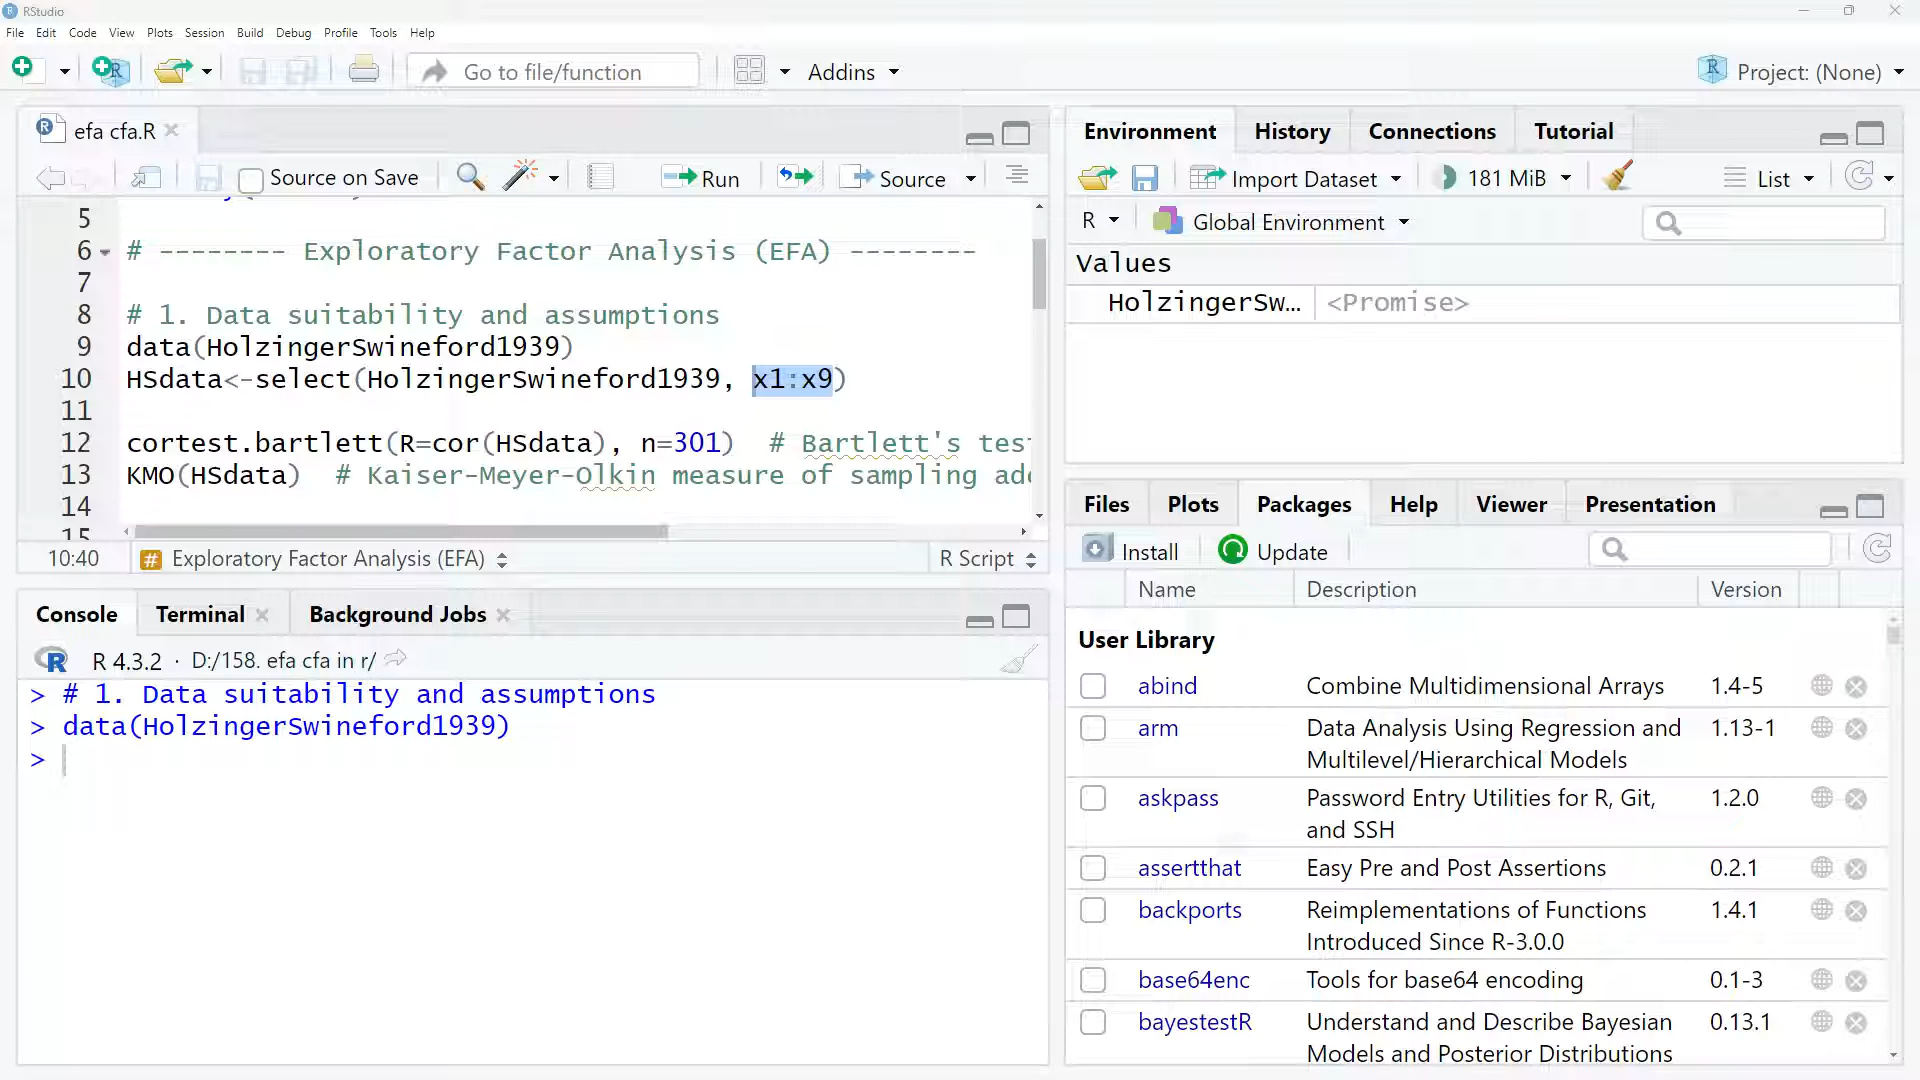 RStudio
File Edit Code View Plots Session Build Debug Profile Tools Help
Go to file/function Addins Project: (None)
efa cfa.R
Source on Save Run Source
5
6 # -------- Exploratory Factor Analysis (EFA) --------
7
8 # 1. Data suitability and assumptions
9 data(HolzingerSwineford1939)
10 HSdata<-select(HolzingerSwineford1939, x1:x9)
11
12 cortest.bartlett(R=cor(HSdata), n=301) # Bartlett's tes
13 KMO(HSdata) # Kaiser-Meyer-Olkin measure of sampling ade
14
15
10:40 # Exploratory Factor Analysis (EFA) R Script
Console Terminal Background Jobs
R 4.3.2 · D:/158. efa cfa in r/
> # 1. Data suitability and assumptions
> data(HolzingerSwineford1939)
>
Environment History Connections Tutorial
Import Dataset 181 MiB List
R Global Environment
Values
HolzingerSw... <Promise>
Files Plots Packages Help Viewer Presentation
Install Update
Name Description Version
User Library
abind Combine Multidimensional Arrays 1.4-5
arm Data Analysis Using Regression and 1.13-1
Multilevel/Hierarchical Models
askpass Password Entry Utilities for R, Git, 1.2.0
and SSH
assertthat Easy Pre and Post Assertions 0.2.1
backports Reimplementations of Functions 1.4.1
Introduced Since R-3.0.0
base64enc Tools for base64 encoding 0.1-3
bayestestR Understand and Describe Bayesian 0.13.1
Models and Posterior Distributions